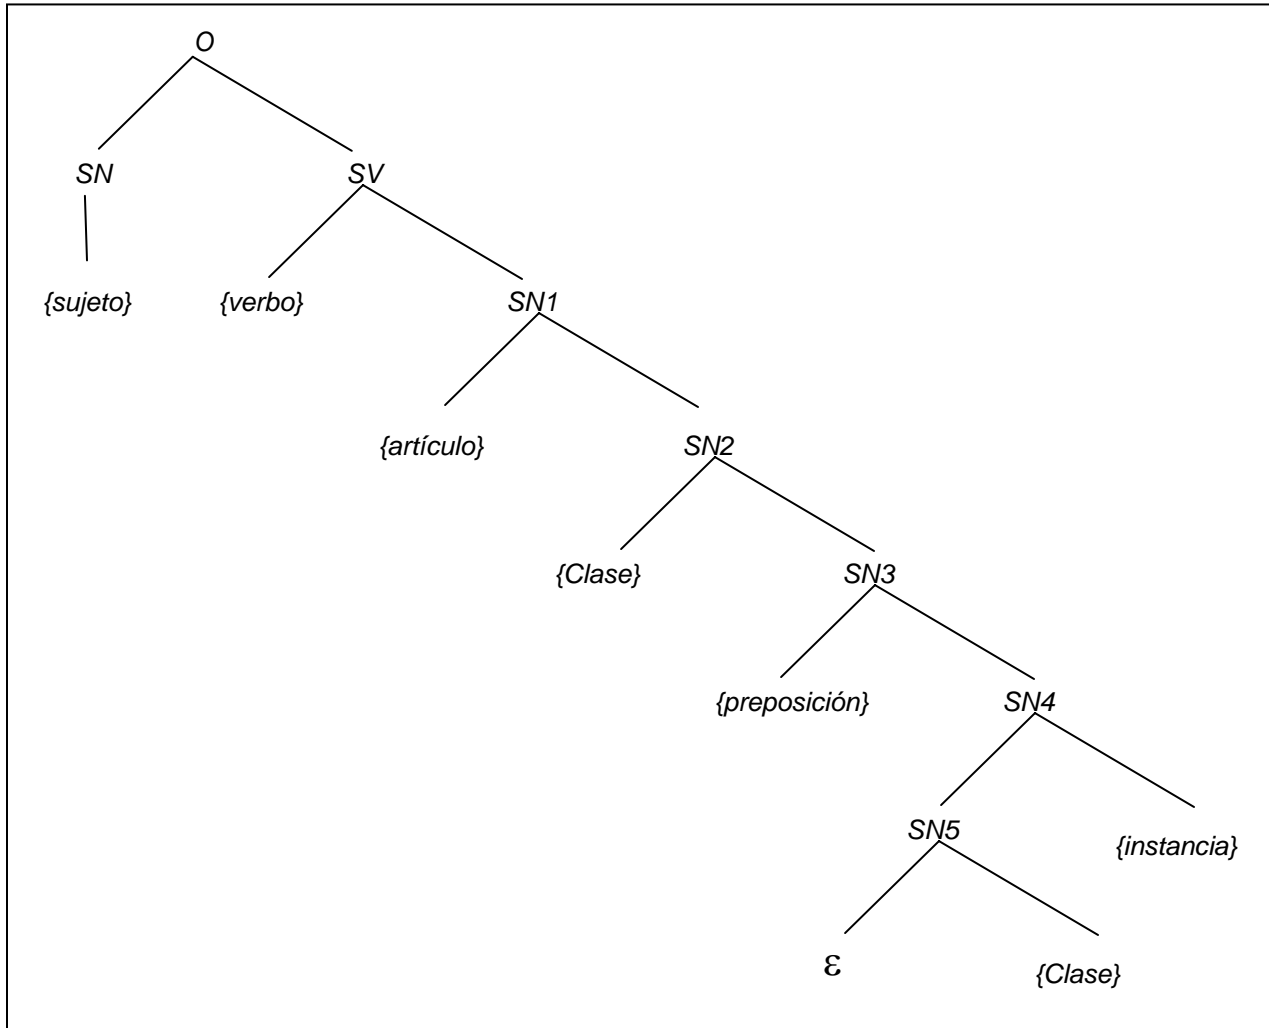 O
SN
SV
{sujeto}
{verbo}
SN1
{artículo}
SN2
{Clase}
SN3
{preposición}
SN4
SN5
{instancia}
ε
{Clase}